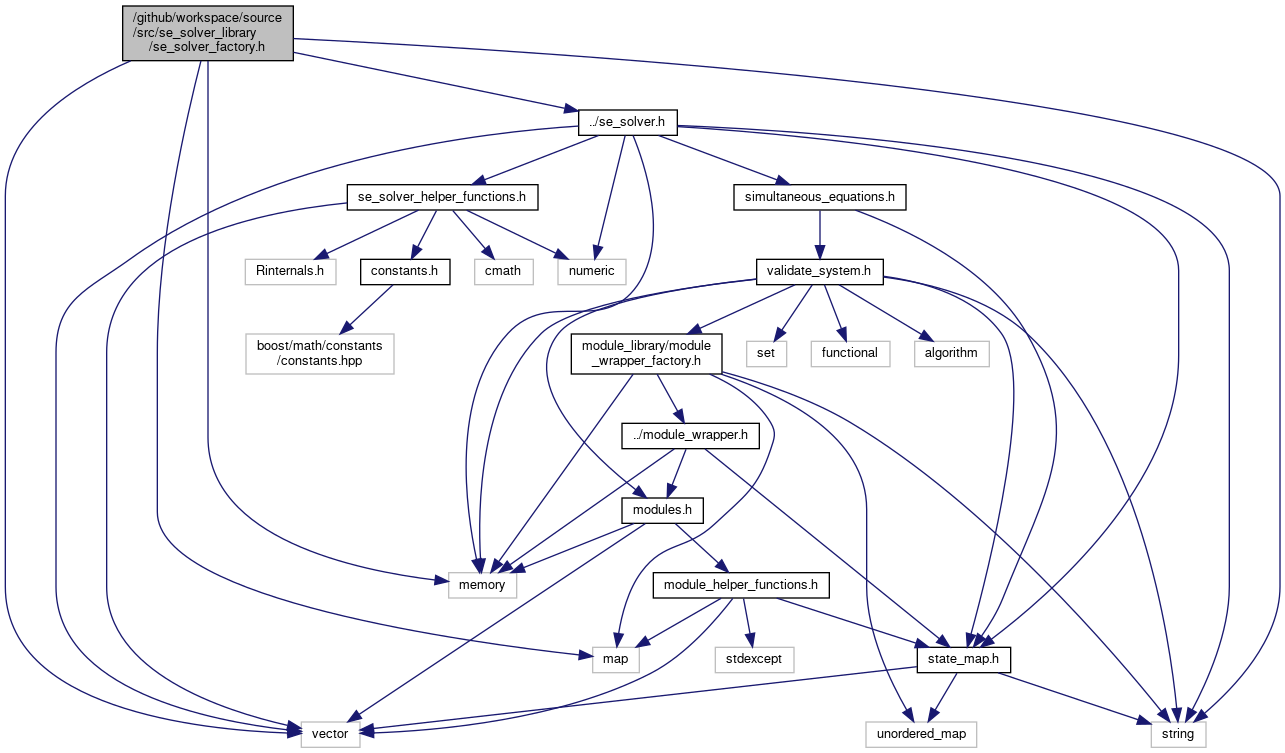 /github/workspace/source
/src/se_solver_library
/se_solver_factory.h
../se_solver.h
se_solver_helper_functions.h
simultaneous_equations.h
Rinternals.h
constants.h
cmath
numeric
validate_system.h
boost/math/constants
/constants.hpp
module_library/module
_wrapper_factory.h
set
functional
algorithm
../module_wrapper.h
modules.h
memory
module_helper_functions.h
map
stdexcept
state_map.h
vector
unordered_map
string